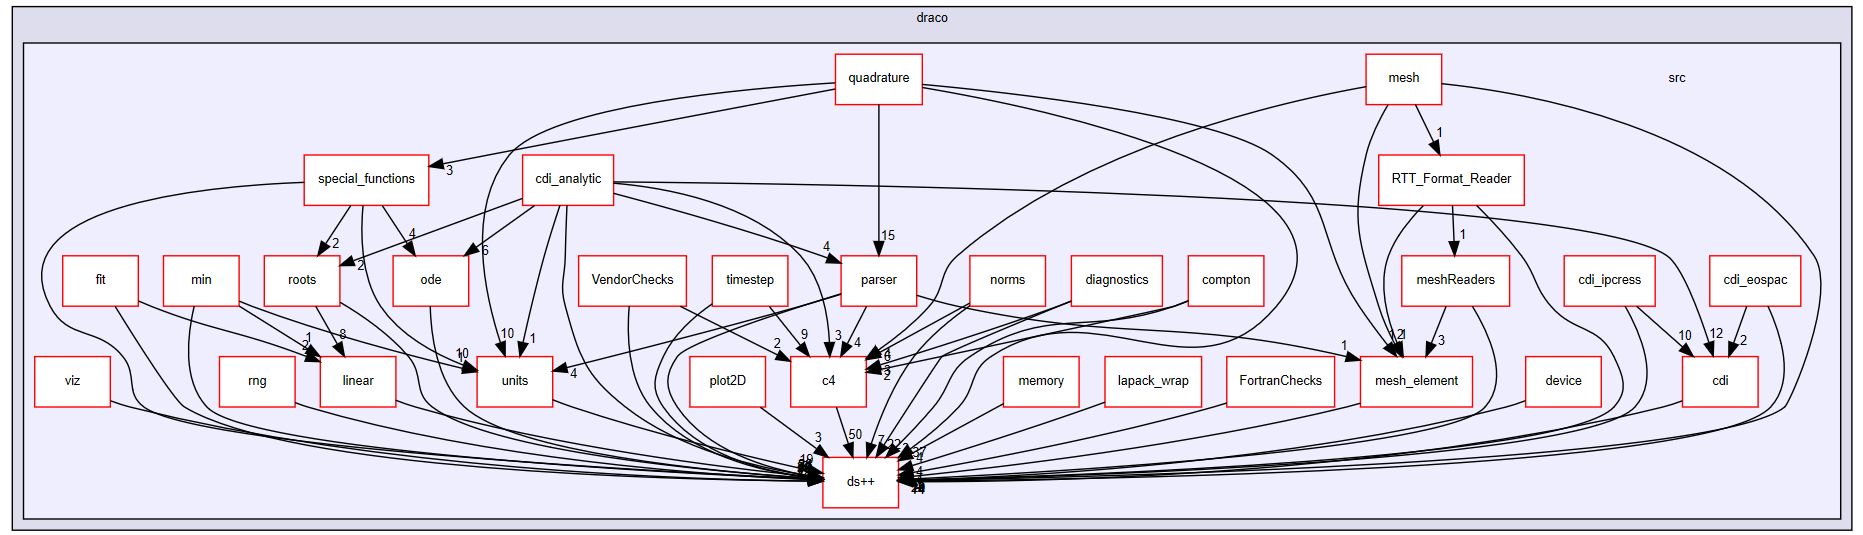 draco
quadrature
mesh
src
1
3
special_functions
cdi_analytic
RTT_Format_Reader
2
4
2
6
4
15
1
fit
min
roots
ode
VendorChecks
timestep
parser
norms
diagnostics
compton
meshReaders
cdi_ipcress
cdi_eospac
1
2
8
10
10
1
2
9
3
4
4
1
3
10
12
2
viz
rng
linear
units
plot2D
c4
memory
lapack_wrap
FortranChecks
mesh_element
device
cdi
3
50
7
ds++